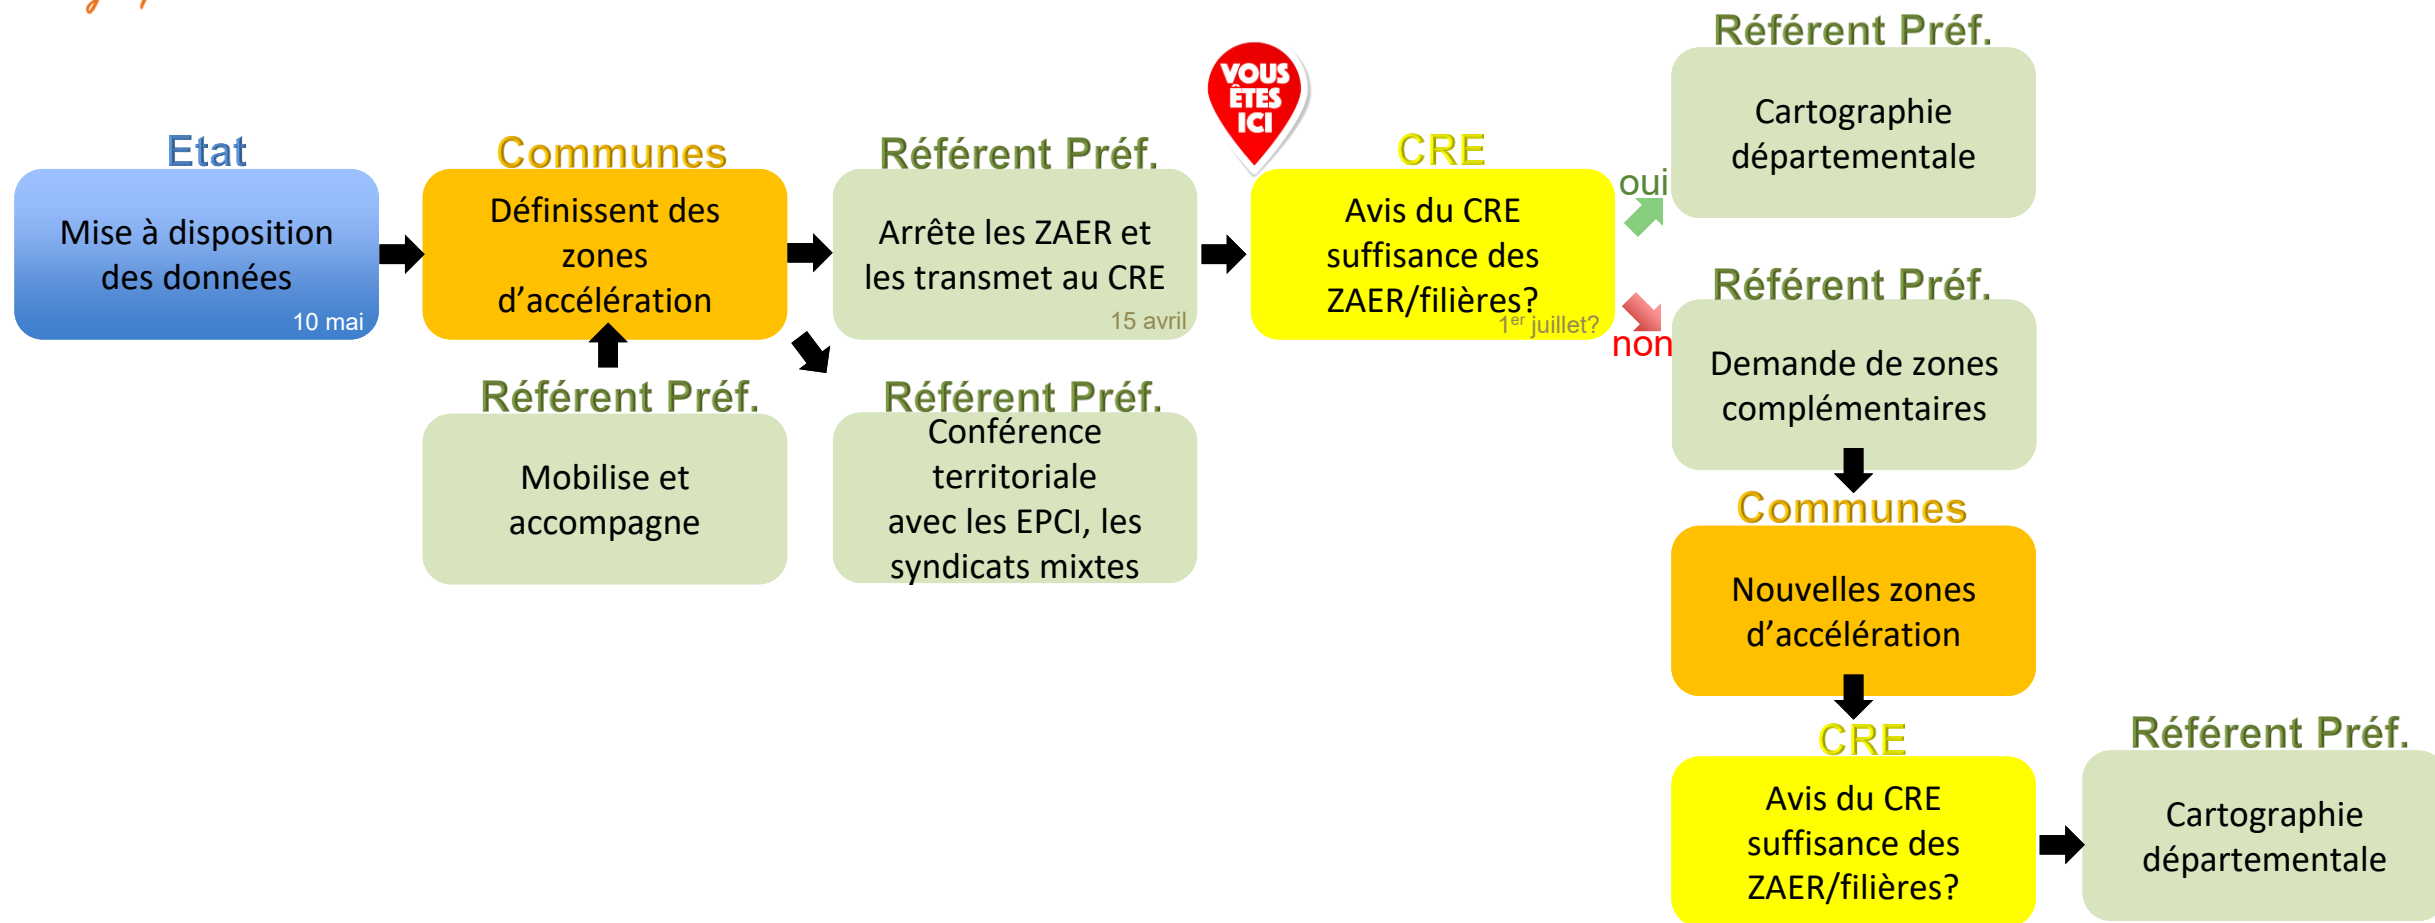 Etat
Mise à disposition
des données
10 mai
Communes
Définissent des
zones
d’accélération
Référent Préf.
Mobilise et
accompagne
Référent Préf.
Arrête les ZAER et
les transmet au CRE
15 avril
Référent Préf.
Conférence
territoriale
avec les EPCI, les
syndicats mixtes
VOUS
ÊTES
ICI
CRE
Avis du CRE
suffisance des
ZAER/filières?
1er juillet?
oui
Référent Préf.
Cartographie
départementale
non
Référent Préf.
Demande de zones
complémentaires
Communes
Nouvelles zones
d’accélération
CRE
Avis du CRE
suffisance des
ZAER/filières?
Référent Préf.
Cartographie
départementale